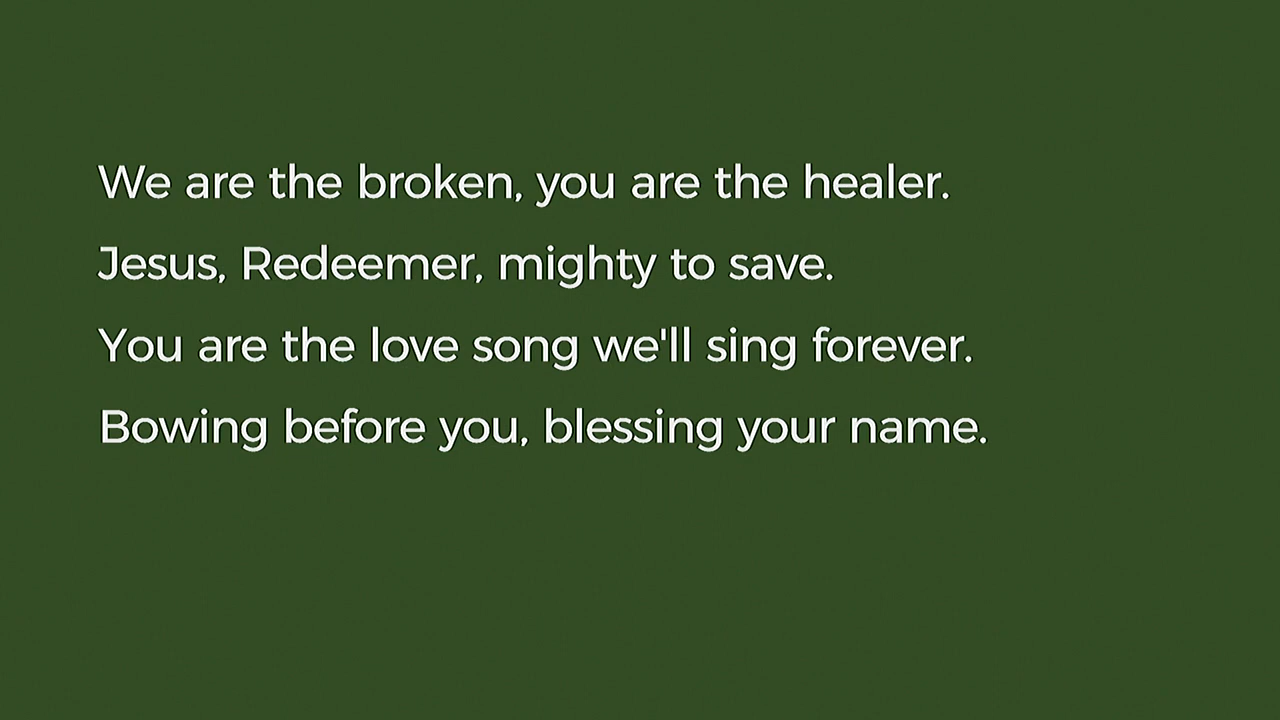 We are the broken, you are the healer.
Jesus, Redeemer, mighty to save.
You are the love song we'll sing forever.
Bowing before you, blessing your name.